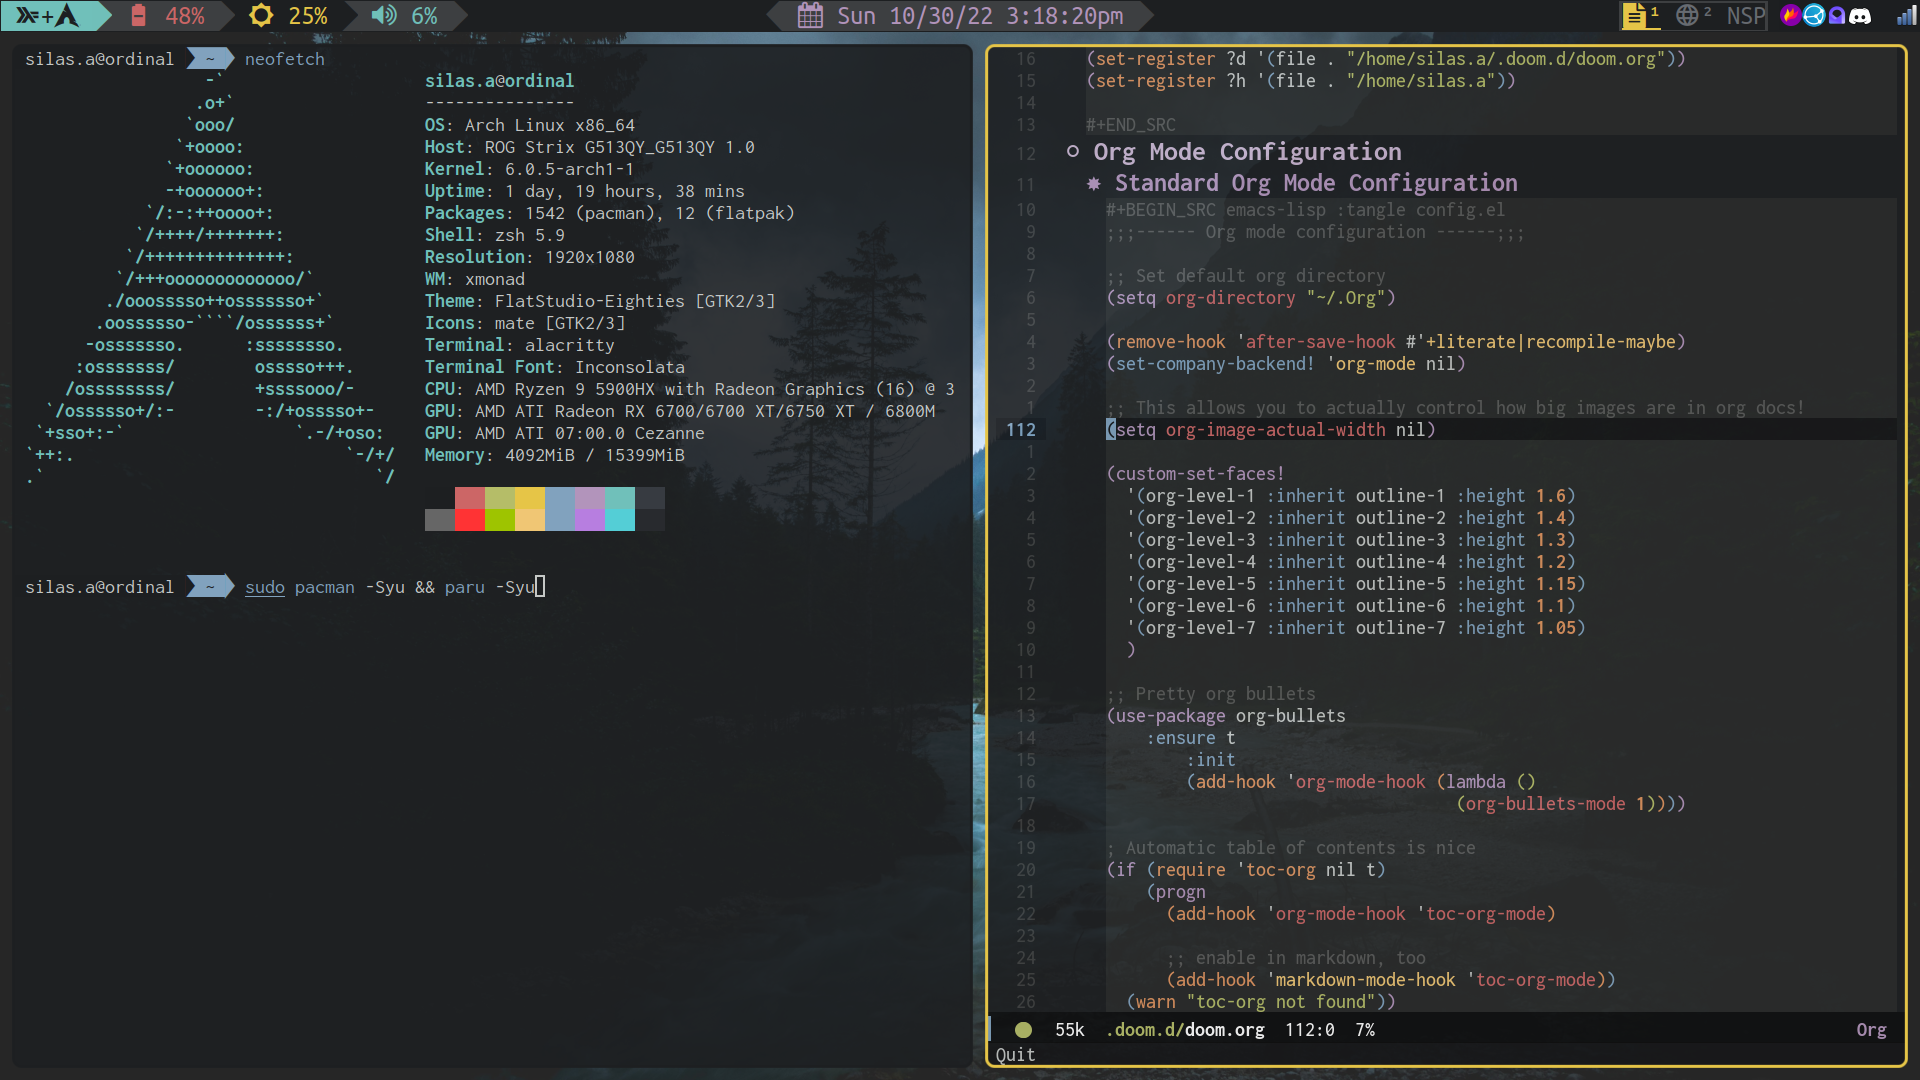 48% 25% 6% Sun 10/30/22 3:18:20pm 1 2 NSP
silas.a@ordinal ~ neofetch
-`
.o+`
`ooo/
`+oooo:
`+oooooo:
-+oooooo+:
`/:-:++oooo+:
`/++++/+++++++:
`/++++++++++++++:
`/+++ooooooooooooo/`
./ooosssso++osssssso+`
.oossssso-````/ossssss+`
-osssssso. :ssssssso.
:osssssss/ osssso+++.
/ossssssss/ +ssssooo/-
`/ossssso+/:- -:/+osssso+-
`+sso+:-` `.-/+oso:
`++:. `-/+/
.` `/
silas.a@ordinal
---------------
OS: Arch Linux x86_64
Host: ROG Strix G513QY_G513QY 1.0
Kernel: 6.0.5-arch1-1
Uptime: 1 day, 19 hours, 38 mins
Packages: 1542 (pacman), 12 (flatpak)
Shell: zsh 5.9
Resolution: 1920x1080
WM: xmonad
Theme: FlatStudio-Eighties [GTK2/3]
Icons: mate [GTK2/3]
Terminal: alacritty
Terminal Font: Inconsolata
CPU: AMD Ryzen 9 5900HX with Radeon Graphics (16) @ 3
GPU: AMD ATI Radeon RX 6700/6700 XT/6750 XT / 6800M
GPU: AMD ATI 07:00.0 Cezanne
Memory: 4092MiB / 15399MiB
silas.a@ordinal ~ sudo pacman -Syu && paru -Syu
16 (set-register ?d '(file . "/home/silas.a/.doom.d/doom.org"))
15 (set-register ?h '(file . "/home/silas.a"))
14
13 #+END_SRC
12 Org Mode Configuration
11 Standard Org Mode Configuration
10 #+BEGIN_SRC emacs-lisp :tangle config.el
9 ;;;------ Org mode configuration ------;;;
8
7 ;; Set default org directory
6 (setq org-directory "~/.Org")
5
4 (remove-hook 'after-save-hook #'+literate|recompile-maybe)
3 (set-company-backend! 'org-mode nil)
2
1 ;; This allows you to actually control how big images are in org docs!
112 (setq org-image-actual-width nil)
1
2 (custom-set-faces!
3 '(org-level-1 :inherit outline-1 :height 1.6)
4 '(org-level-2 :inherit outline-2 :height 1.4)
5 '(org-level-3 :inherit outline-3 :height 1.3)
6 '(org-level-4 :inherit outline-4 :height 1.2)
7 '(org-level-5 :inherit outline-5 :height 1.15)
8 '(org-level-6 :inherit outline-6 :height 1.1)
9 '(org-level-7 :inherit outline-7 :height 1.05)
10 )
11
12 ;; Pretty org bullets
13 (use-package org-bullets
14 :ensure t
15 :init
16 (add-hook 'org-mode-hook (lambda ()
17 (org-bullets-mode 1))))
18
19 ; Automatic table of contents is nice
20 (if (require 'toc-org nil t)
21 (progn
22 (add-hook 'org-mode-hook 'toc-org-mode)
23
24 ;; enable in markdown, too
25 (add-hook 'markdown-mode-hook 'toc-org-mode))
26 (warn "toc-org not found"))
55k .doom.d/doom.org 112:0 7% Org
Quit